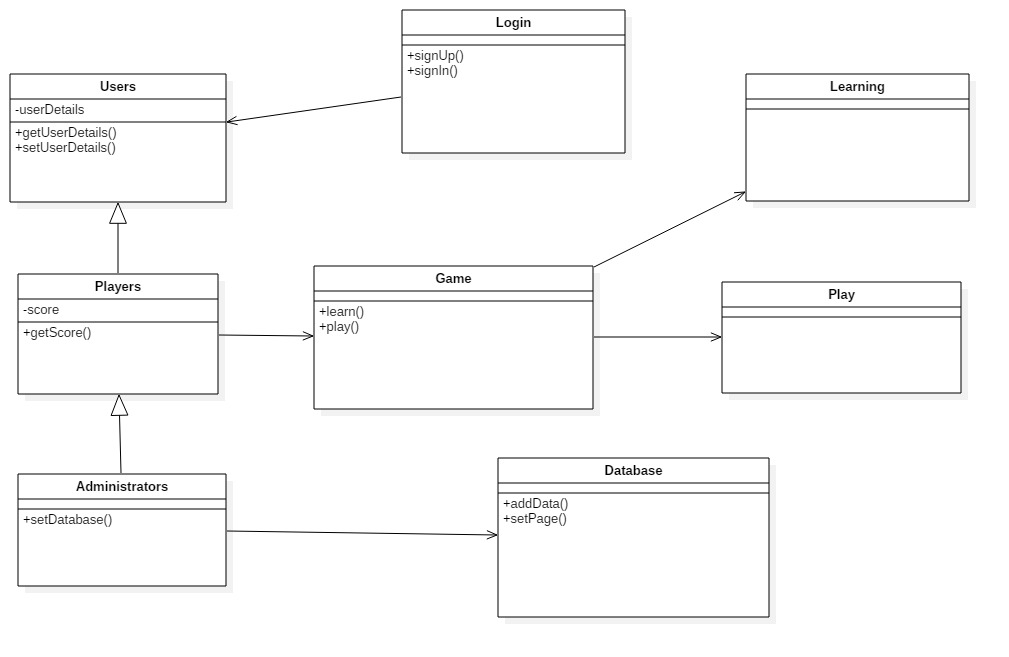 Login
+signUp()
+signIn()
Users
-userDetails
+getUserDetails()
+setUserDetails()
Learning
Players
-score
+getScore()
Game
+learn()
+play()
Play
Administrators
+setDatabase()
Database
+addData()
+setPage()